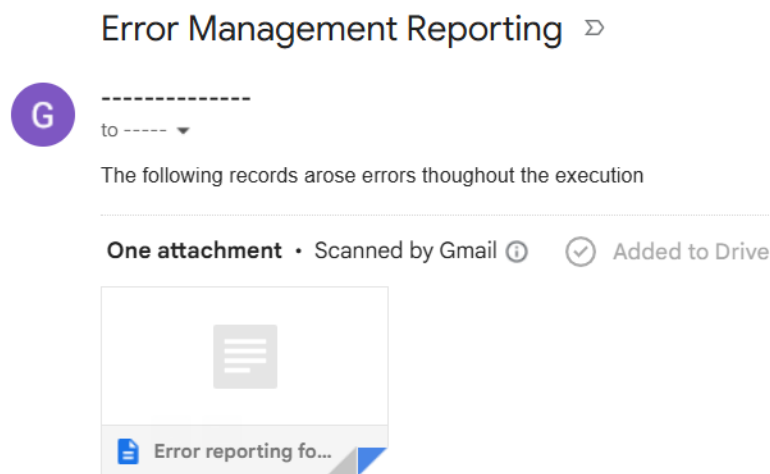 Error Management Reporting
G
--------------
to -----
The following records arose errors thoughout the execution
One attachment • Scanned by Gmail Added to Drive
Error reporting fo...